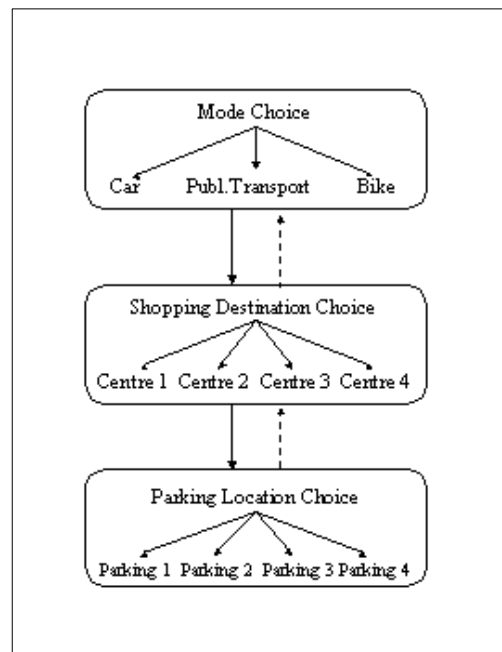 Mode Choice
Car Publ.Transport Bike
Shopping Destination Choice
Centre 1 Centre 2 Centre 3 Centre 4
Parking Location Choice
Parking 1 Parking 2 Parking 3 Parking 4